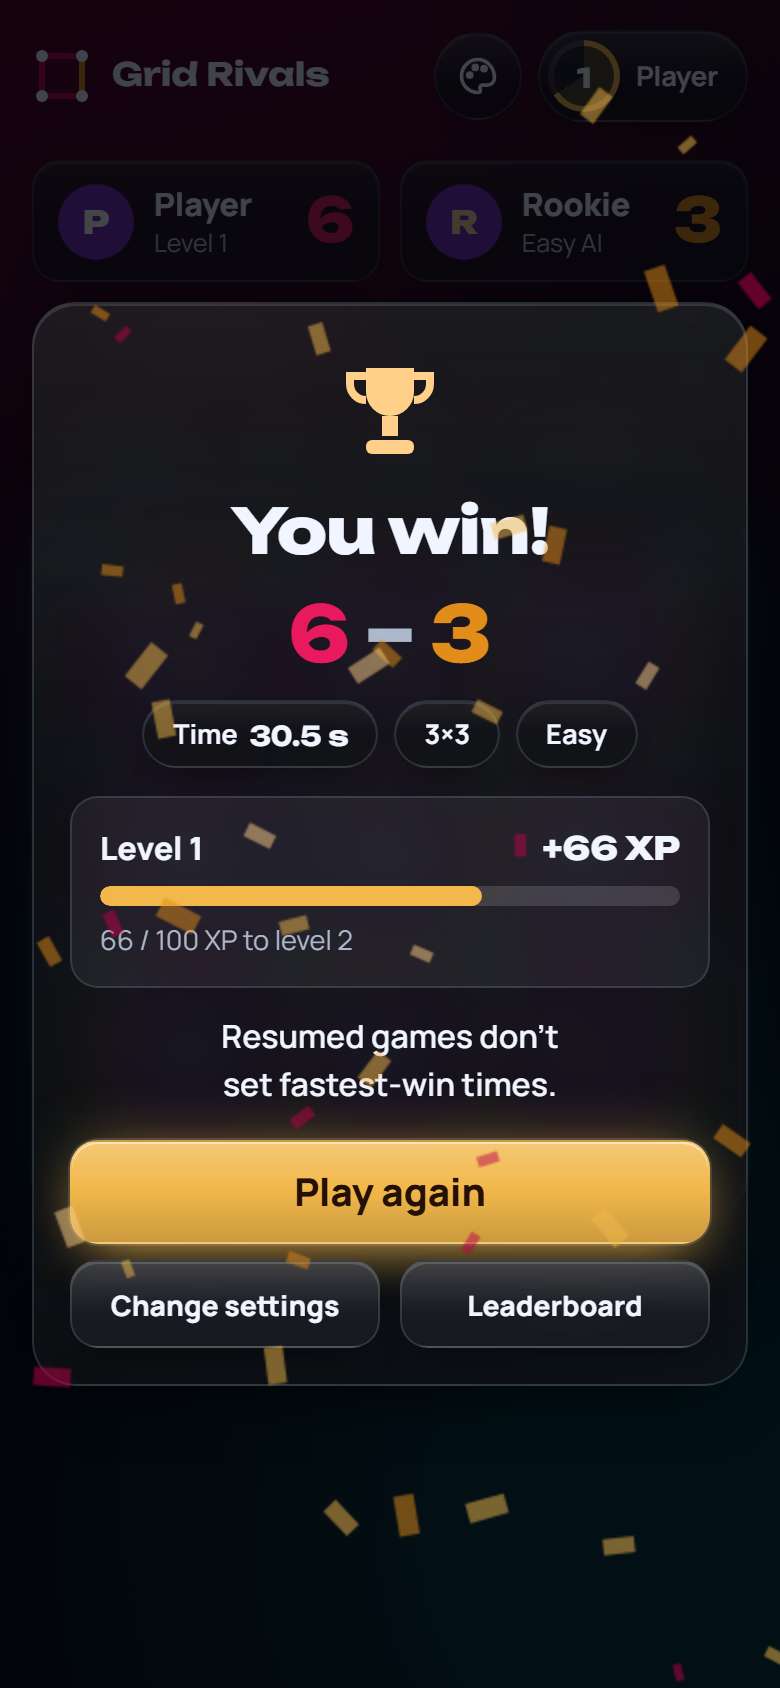 Grid Rivals
1 Player
P Player 6
Level 1
R Rookie 3
Easy AI
You win!
6 – 3
Time 30.5 s 3×3 Easy
Level 1 +66 XP
66 / 100 XP to level 2
Resumed games don’t
set fastest-win times.
Play again
Change settings Leaderboard